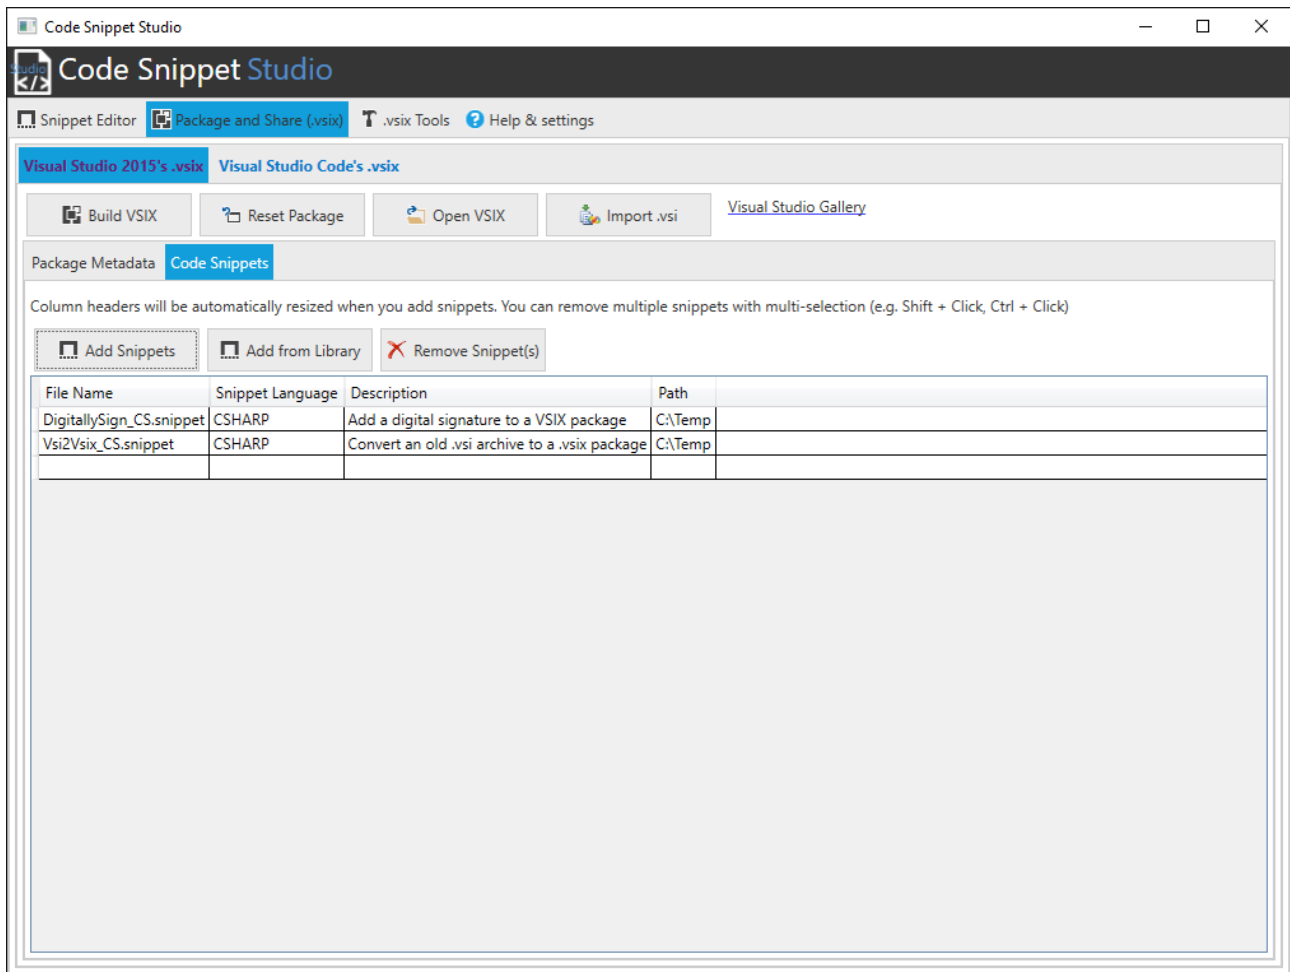 Code Snippet Studio
Studio </> Code Snippet Studio
Snippet Editor Package and Share (.vsix) .vsix Tools ? Help & settings
Visual Studio 2015's .vsix Visual Studio Code's .vsix
Build VSIX Reset Package Open VSIX Import .vsi Visual Studio Gallery
Package Metadata Code Snippets
Column headers will be automatically resized when you add snippets. You can remove multiple snippets with multi-selection (e.g. Shift + Click, Ctrl + Click)
Add Snippets Add from Library Remove Snippet(s)
File Name Snippet Language Description Path
DigitallySign_CS.snippet CSHARP Add a digital signature to a VSIX package C:\Temp
Vsi2Vsix_CS.snippet CSHARP Convert an old .vsi archive to a .vsix package C:\Temp